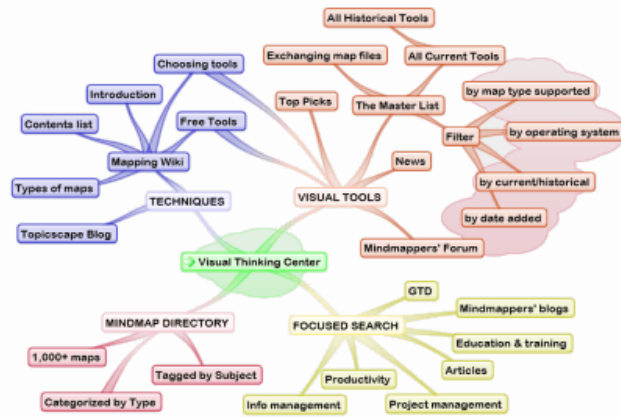 All Historical Tools
Exchanging map files
All Current Tools
Choosing tools
Introduction
Top Picks
The Master List
by map type supported
Contents list
Free Tools
Filter
by operating system
Mapping Wiki
News
Types of maps
by current/historical
TECHNIQUES
VISUAL TOOLS
by date added
Topicscape Blog
Mindmappers' Forum
Visual Thinking Center
GTD
Mindmappers' blogs
MINDMAP DIRECTORY
FOCUSED SEARCH
Education & training
1,000+ maps
Tagged by Subject
Articles
Productivity
Categorized by Type
Info management
Project management